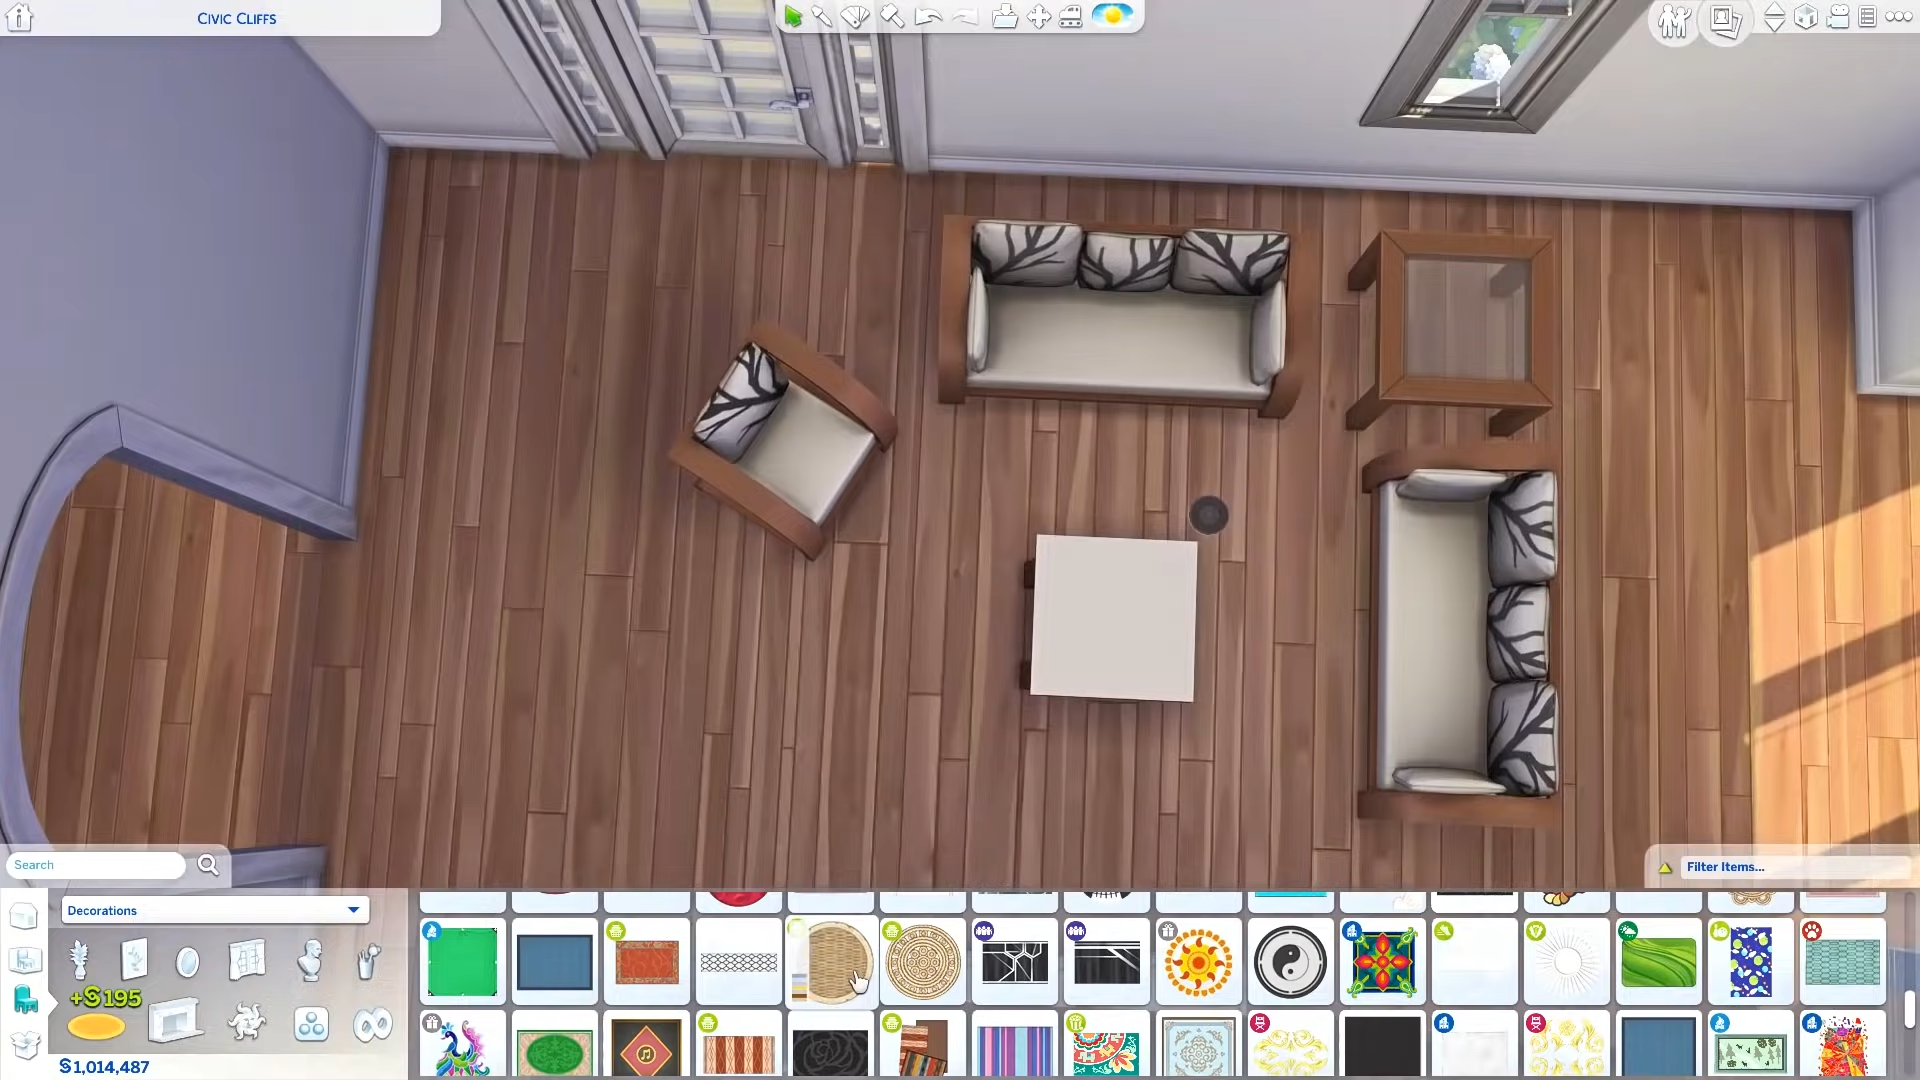 CIVIC CLIFFS
Search
Filter Items...
Decorations
+§195
§1,014,487